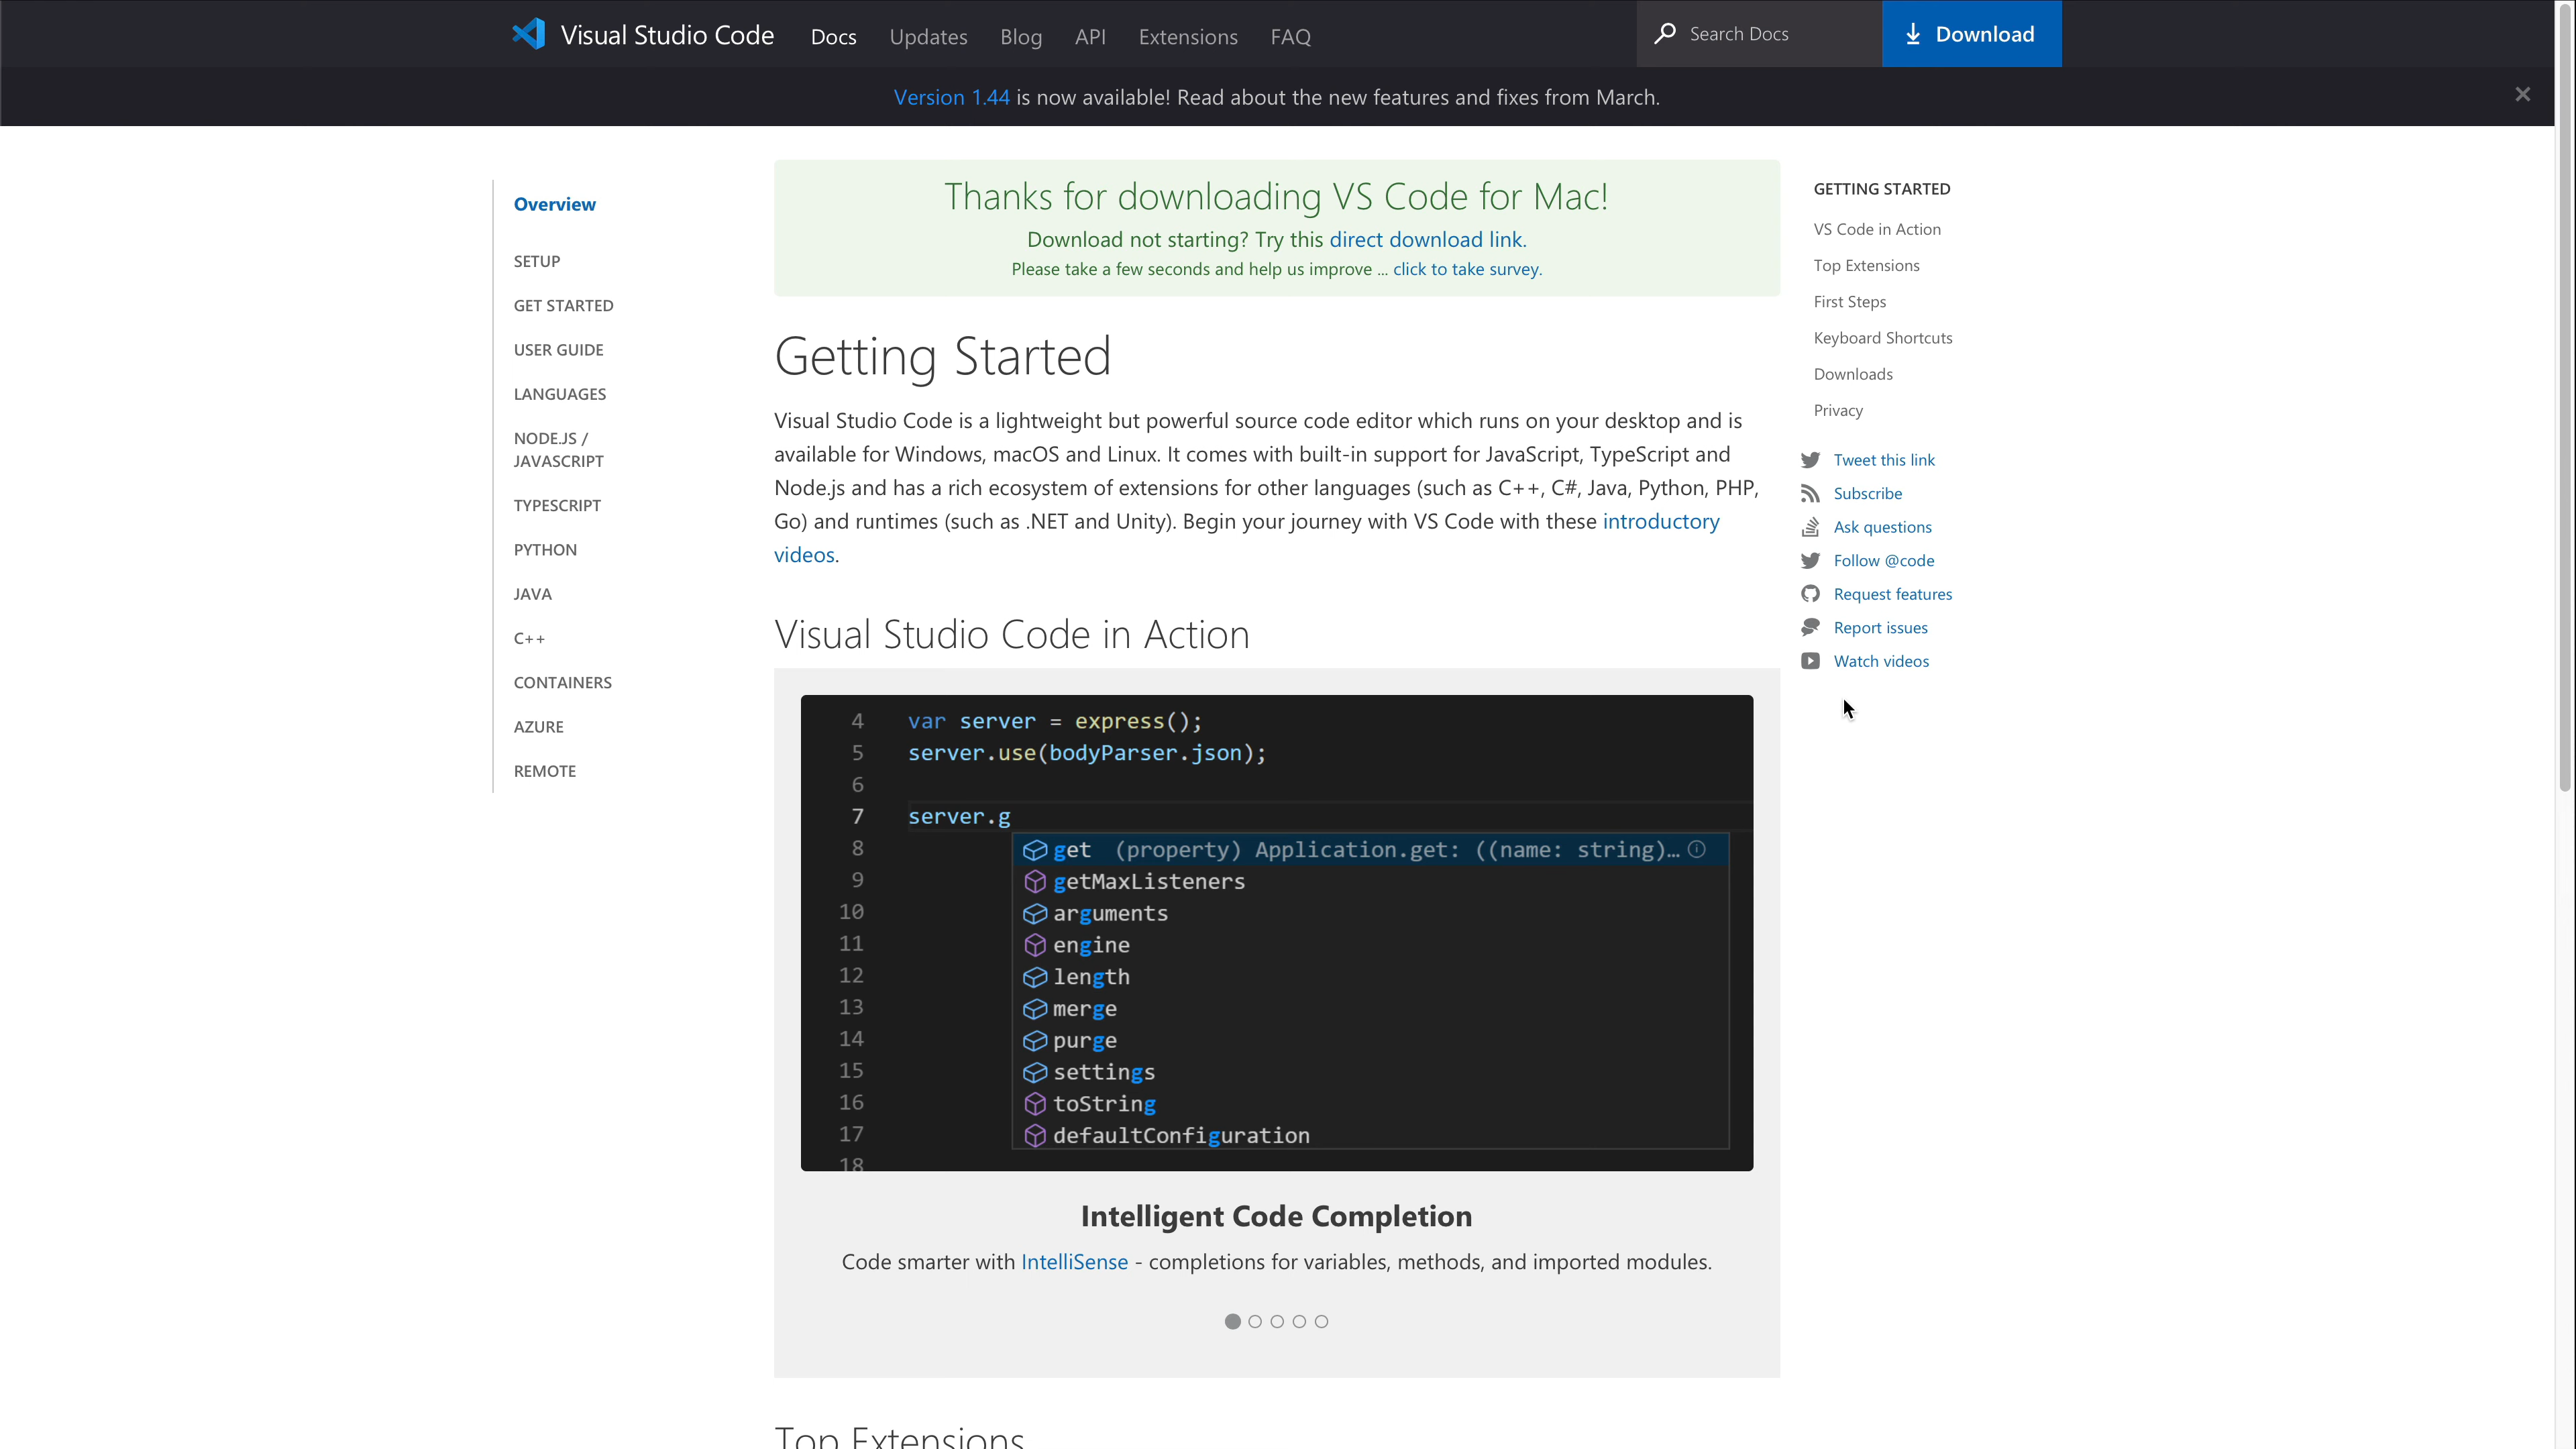 Visual Studio Code Docs Updates Blog API Extensions FAQ Search Docs Download
Version 1.44 is now available! Read about the new features and fixes from March.
Overview
SETUP
GET STARTED
USER GUIDE
LANGUAGES
NODE.JS /
JAVASCRIPT
TYPESCRIPT
PYTHON
JAVA
C++
CONTAINERS
AZURE
REMOTE
Thanks for downloading VS Code for Mac!
Download not starting? Try this direct download link.
Please take a few seconds and help us improve ... click to take survey.
Getting Started
Visual Studio Code is a lightweight but powerful source code editor which runs on your desktop and is
available for Windows, macOS and Linux. It comes with built-in support for JavaScript, TypeScript and
Node.js and has a rich ecosystem of extensions for other languages (such as C++, C#, Java, Python, PHP,
Go) and runtimes (such as .NET and Unity). Begin your journey with VS Code with these introductory
videos.
Visual Studio Code in Action
4 var server = express();
5 server.use(bodyParser.json);
6
7 server.g
8 get (property) Application.get: ((name: string)…
9 getMaxListeners
10 arguments
11 engine
12 length
13 merge
14 purge
15 settings
16 toString
17 defaultConfiguration
18
Intelligent Code Completion
Code smarter with IntelliSense - completions for variables, methods, and imported modules.
Top Extensions
GETTING STARTED
VS Code in Action
Top Extensions
First Steps
Keyboard Shortcuts
Downloads
Privacy
Tweet this link
Subscribe
Ask questions
Follow @code
Request features
Report issues
Watch videos